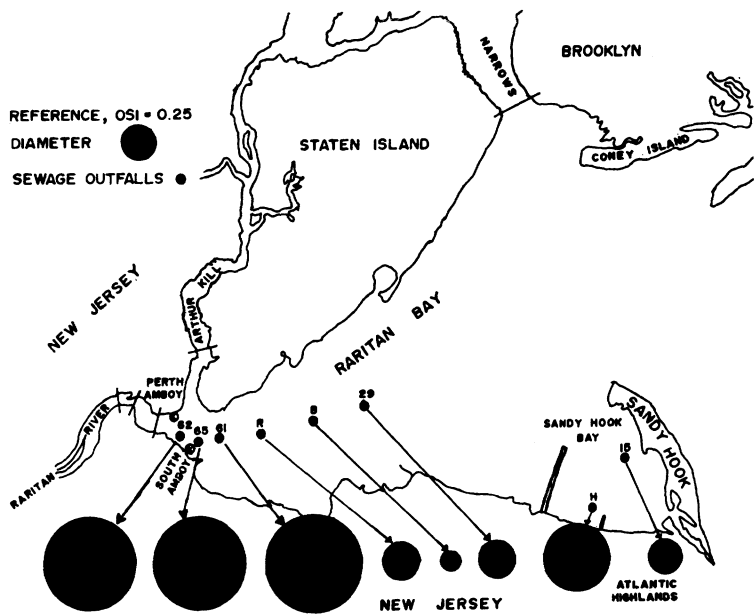 BROOKLYN
NARROWS
REFERENCE, OSI = 0.25
DIAMETER
STATEN ISLAND
CONEY ISLAND
SEWAGE OUTFALLS
NEW JERSEY
ARTHUR KILL
RARITAN BAY
PERTH
AMBOY
29
B
R
61
65
62
SANDY HOOK
BAY
SANDY HOOK
15
H
RARITAN RIVER
SOUTH
AMBOY
ATLANTIC
HIGHLANDS
NEW JERSEY